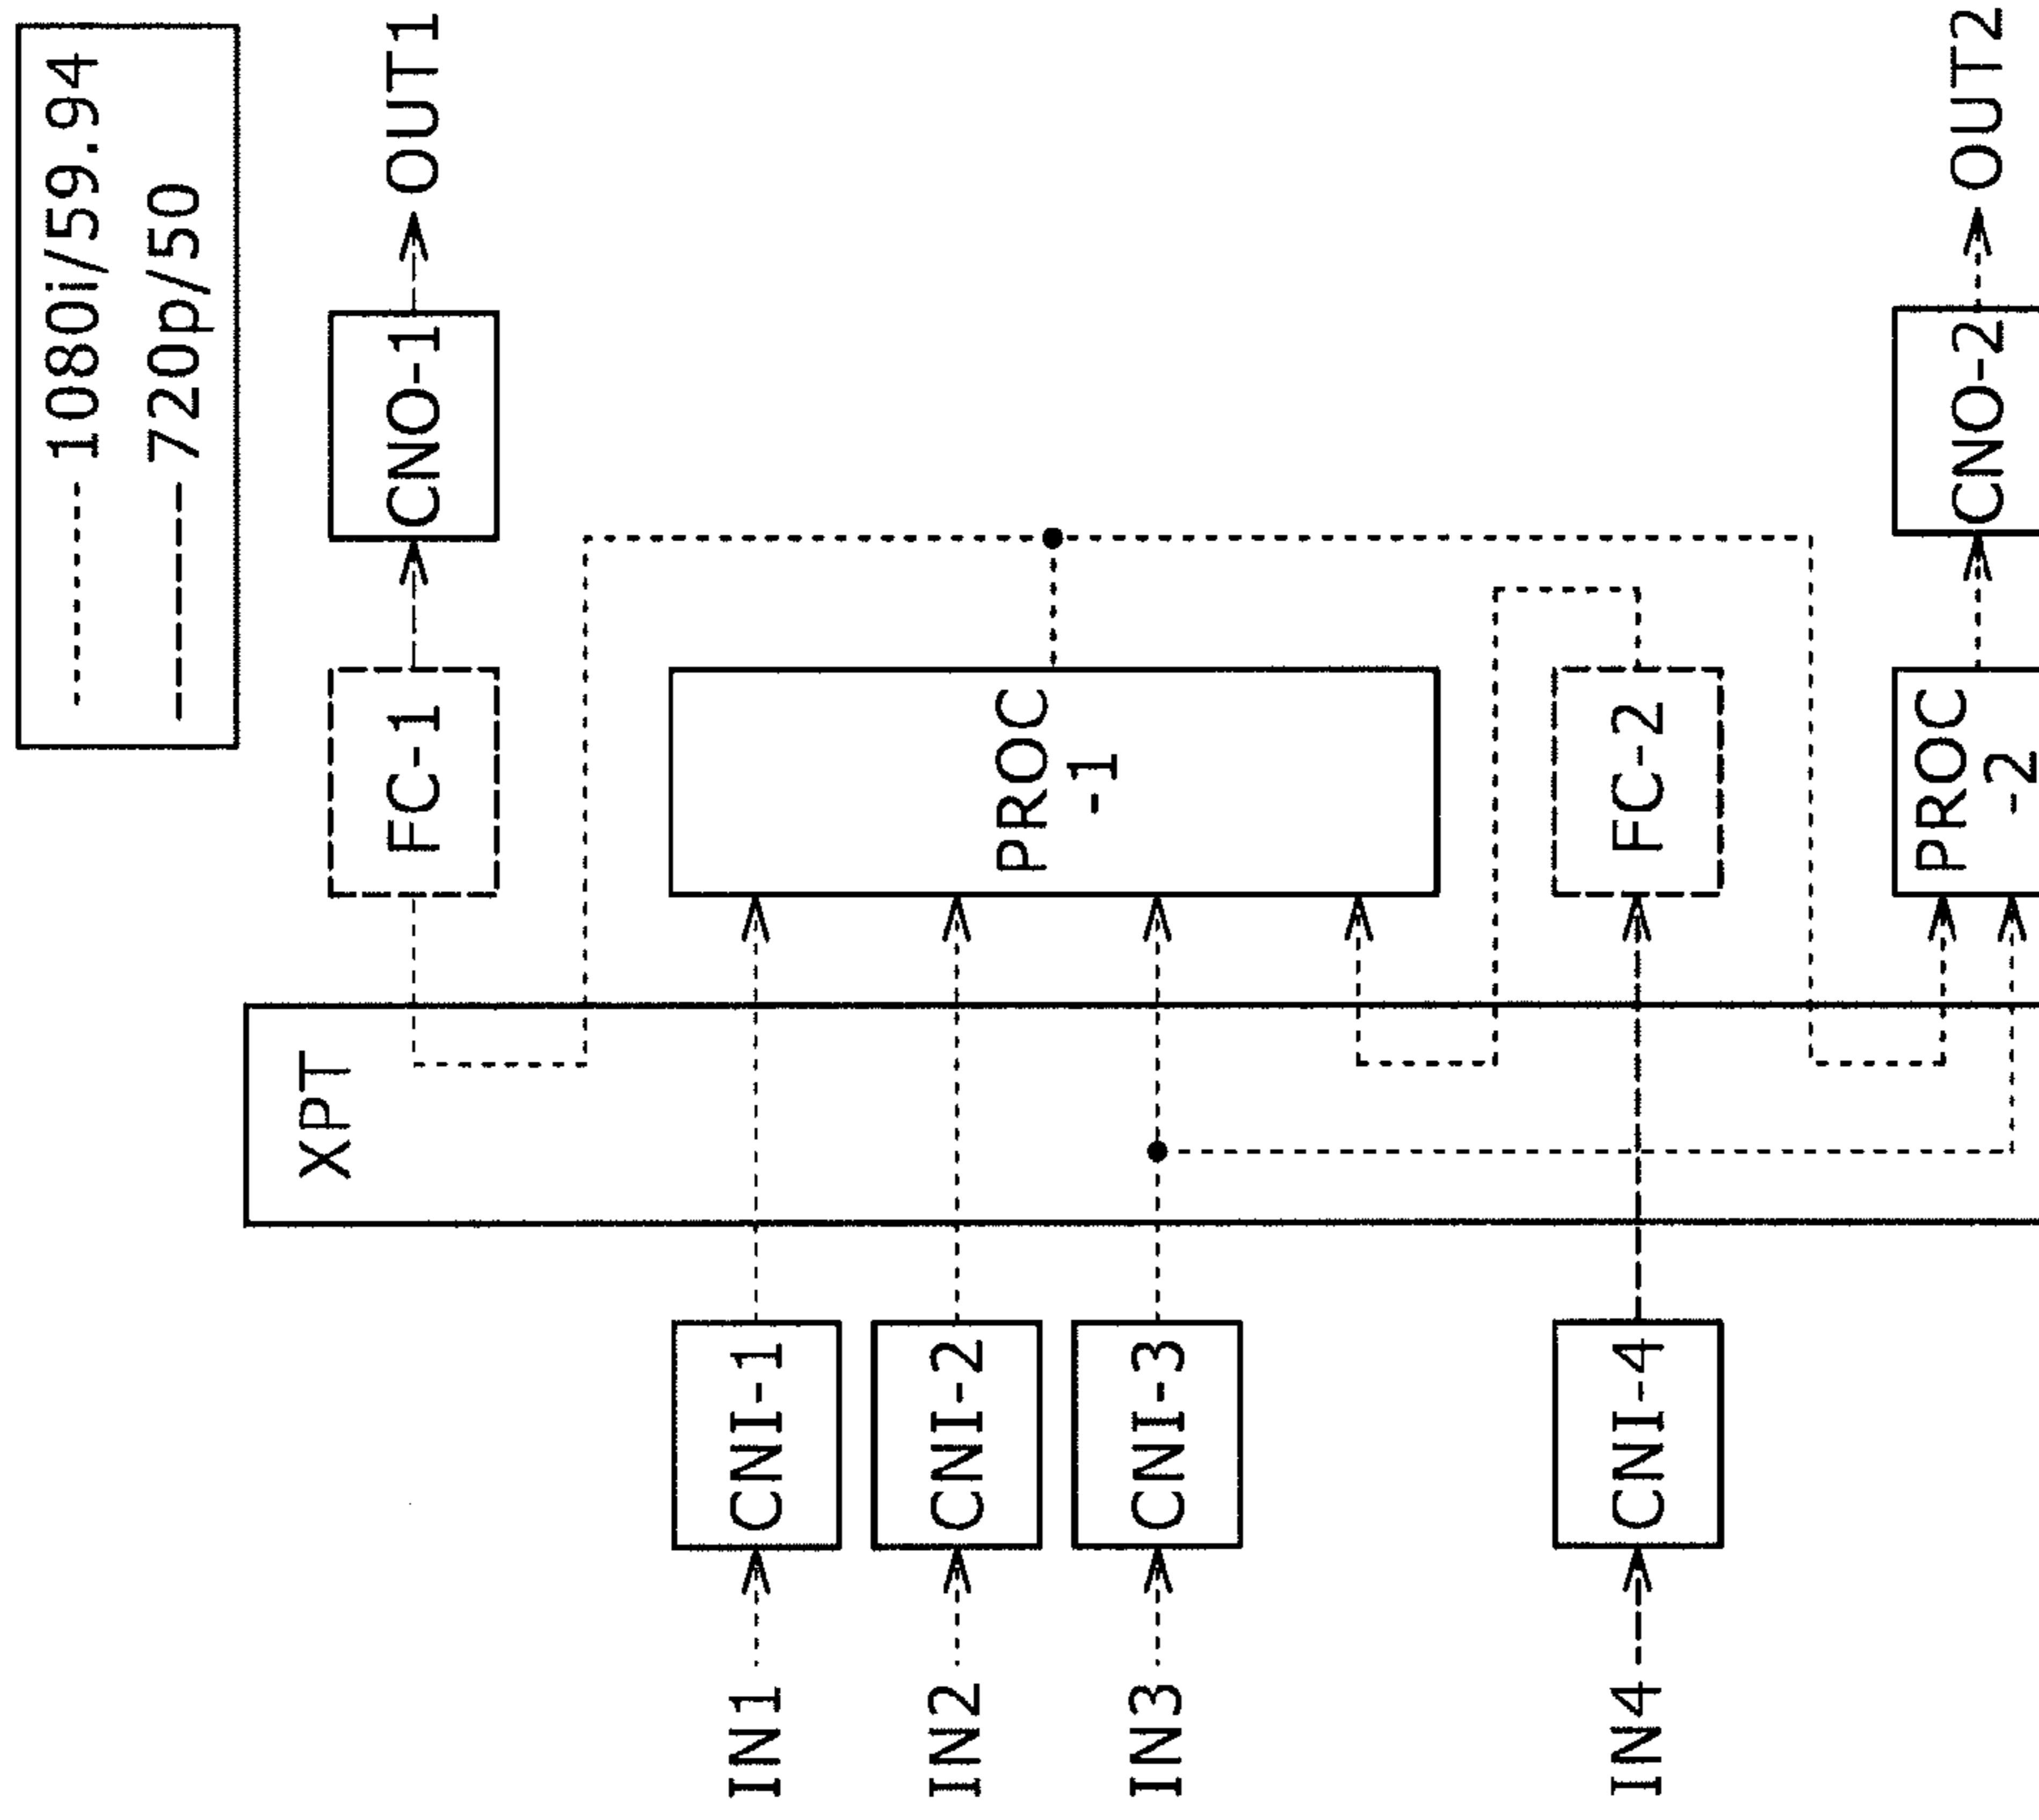 1080i/59.94
720p/50
XPT
FC-1
CNO-1
OUT1
IN1
CNI-1
IN2
CNI-2
PROC
-1
IN3
CNI-3
IN4
CNI-4
FC-2
PROC
-2
CNO-2
OUT2